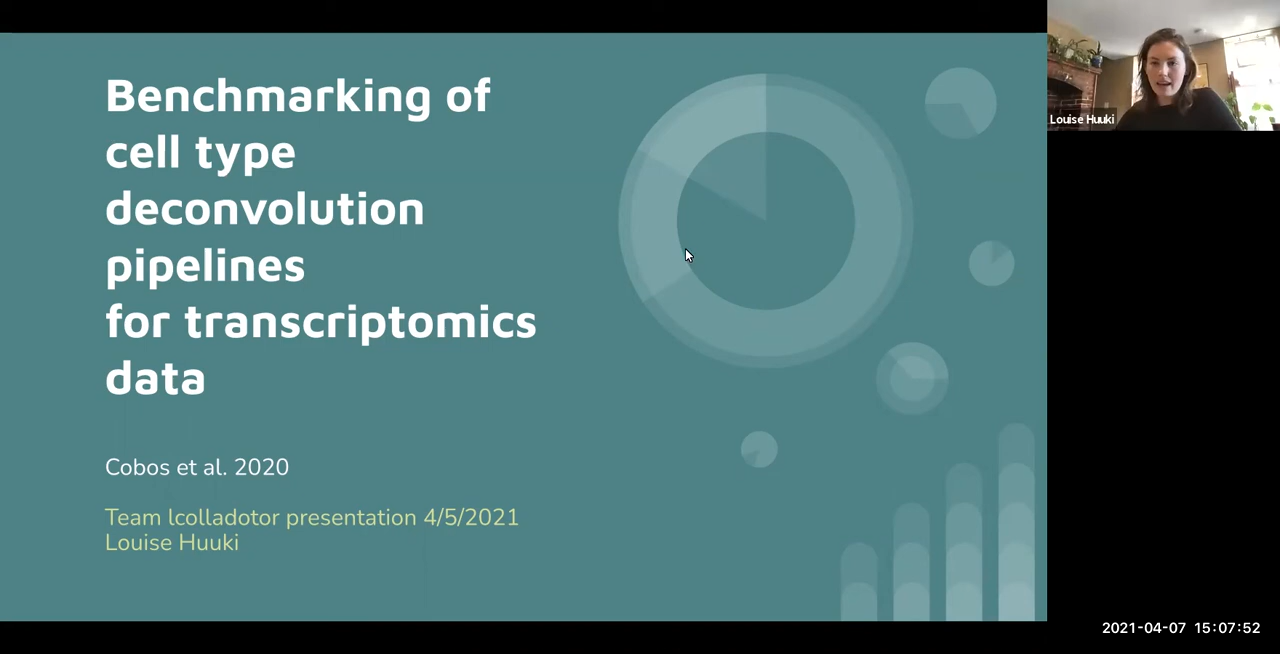 Benchmarking of
cell type
deconvolution
pipelines
for transcriptomics
data
Cobos et al. 2020
Team lcolladotor presentation 4/5/2021
Louise Huuki
Louise Huuki
2021-04-07 15:07:52